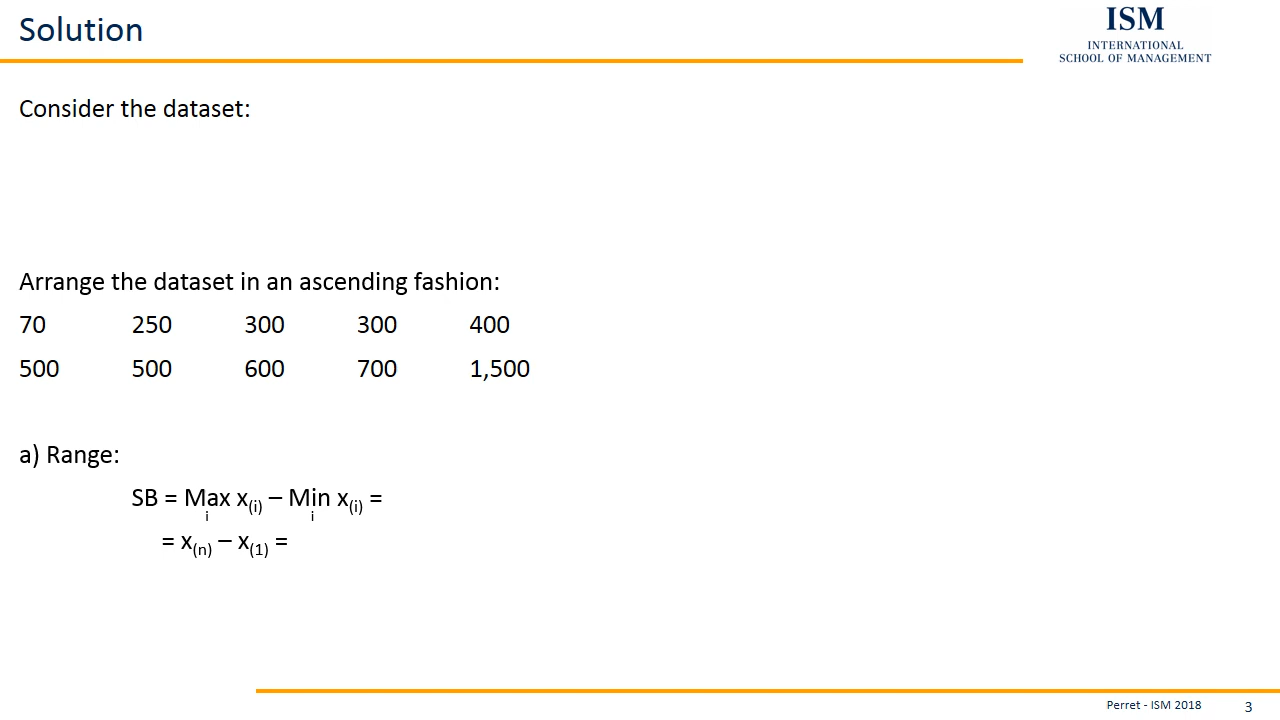 Solution
ISM
INTERNATIONAL
SCHOOL OF MANAGEMENT
Consider the dataset:
Arrange the dataset in an ascending fashion:
70 250 300 300 400
500 500 600 700 1,500
a) Range:
SB = Max x(i) – Min x(i) =
i i
= x(n) – x(1) =
Perret - ISM 2018 3